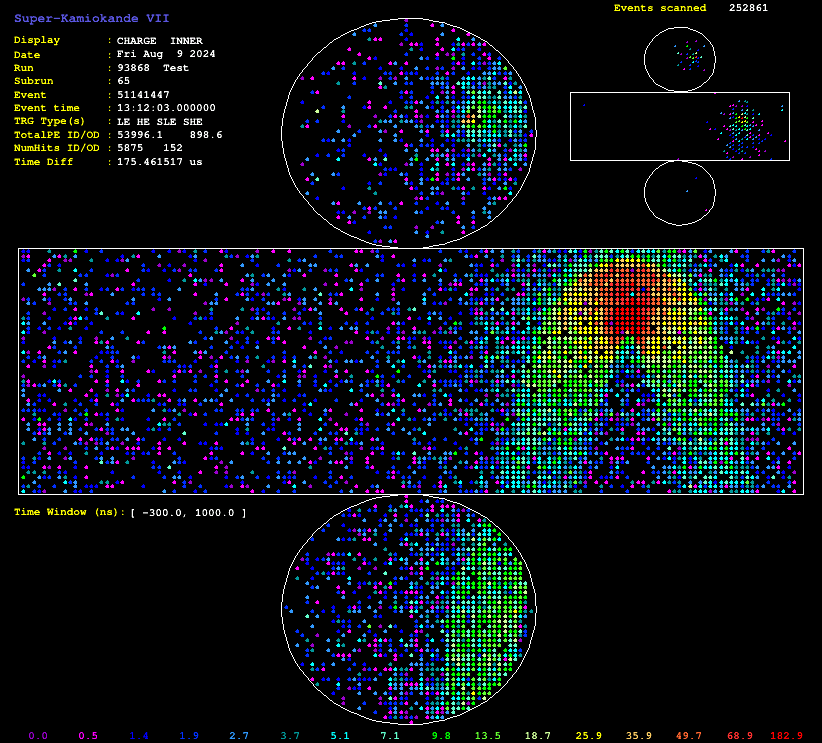 Super-Kamiokande VII
Events scanned 252861
Display : CHARGE INNER
Date : Fri Aug 9 2024
Run : 93868 Test
Subrun : 65
Event : 51141447
Event time : 13:12:03.000000
TRG Type(s) : LE HE SLE SHE
TotalPE ID/OD : 53996.1 898.6
NumHits ID/OD : 5875 152
Time Diff : 175.461517 us
Time Window (ns): [ -300.0, 1000.0 ]
0.0 0.5 1.4 1.9 2.7 3.7 5.1 7.1 9.8 13.5 18.7 25.9 35.9 49.7 68.9 182.9